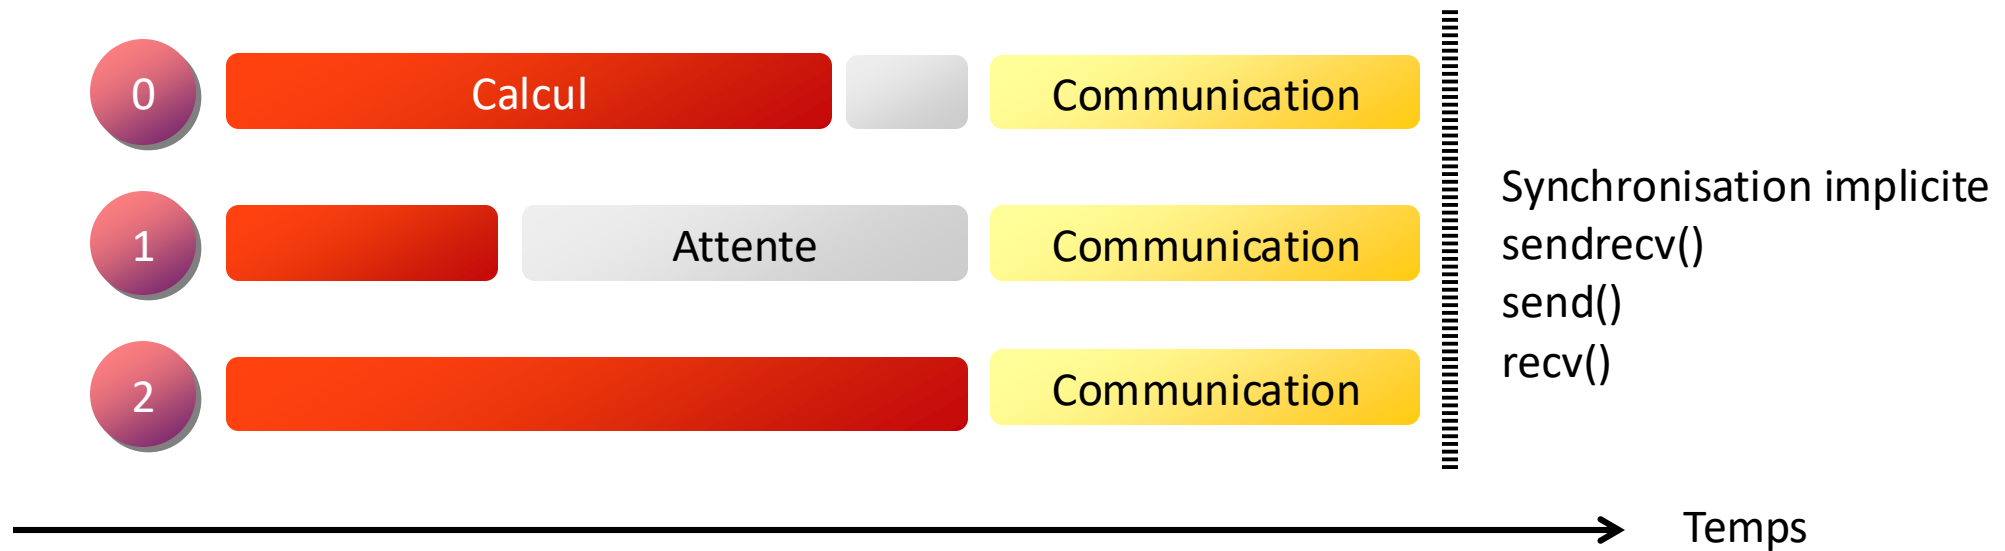 0
Calcul
Communication
1
Attente
Communication
2
Communication
Synchronisation implicite
sendrecv()
send()
recv()
Temps